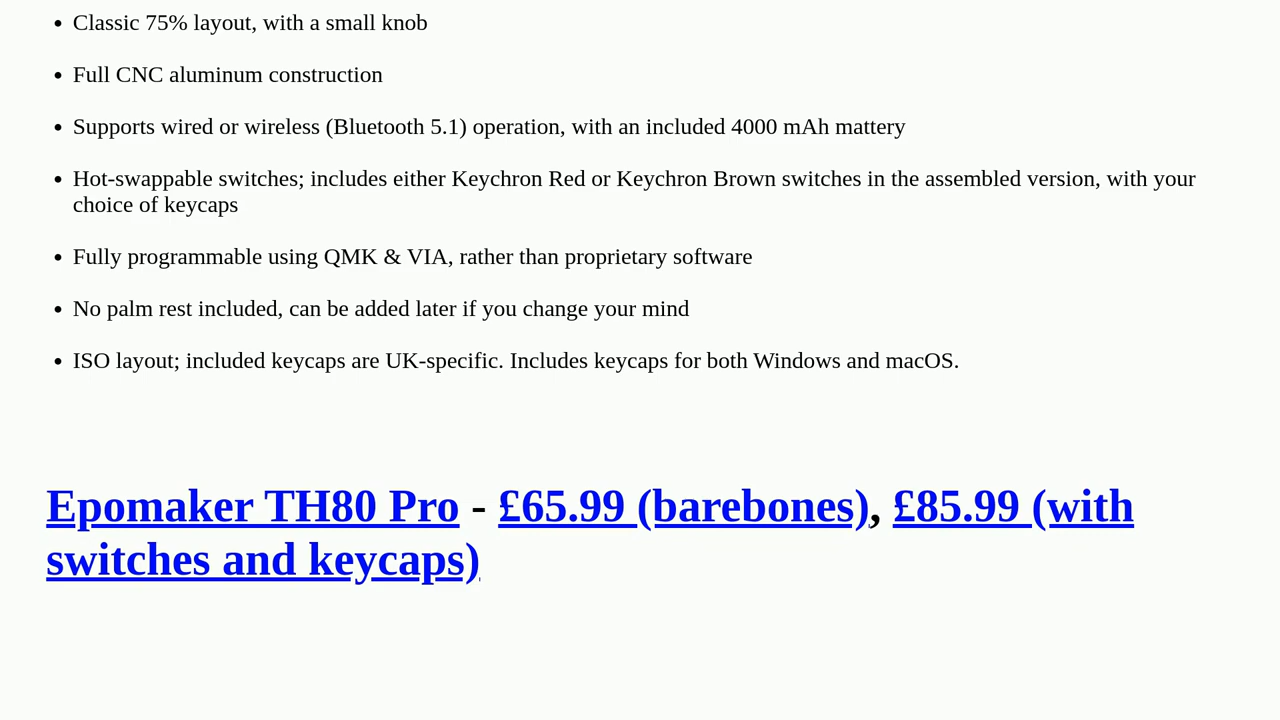 • Classic 75% layout, with a small knob
• Full CNC aluminum construction
• Supports wired or wireless (Bluetooth 5.1) operation, with an included 4000 mAh mattery
• Hot-swappable switches; includes either Keychron Red or Keychron Brown switches in the assembled version, with your
choice of keycaps
• Fully programmable using QMK & VIA, rather than proprietary software
• No palm rest included, can be added later if you change your mind
• ISO layout; included keycaps are UK-specific. Includes keycaps for both Windows and macOS.
Epomaker TH80 Pro - £65.99 (barebones), £85.99 (with
switches and keycaps)